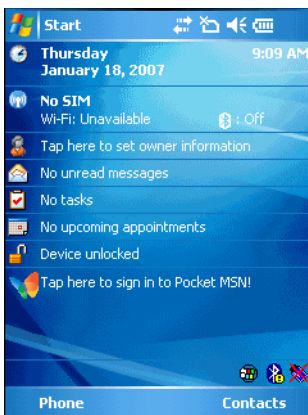 Start
Thursday 9:09 AM
January 18, 2007
No SIM
Wi-Fi: Unavailable : Off
Tap here to set owner information
No unread messages
No tasks
No upcoming appointments
Device unlocked
Tap here to sign in to Pocket MSN!
Phone Contacts